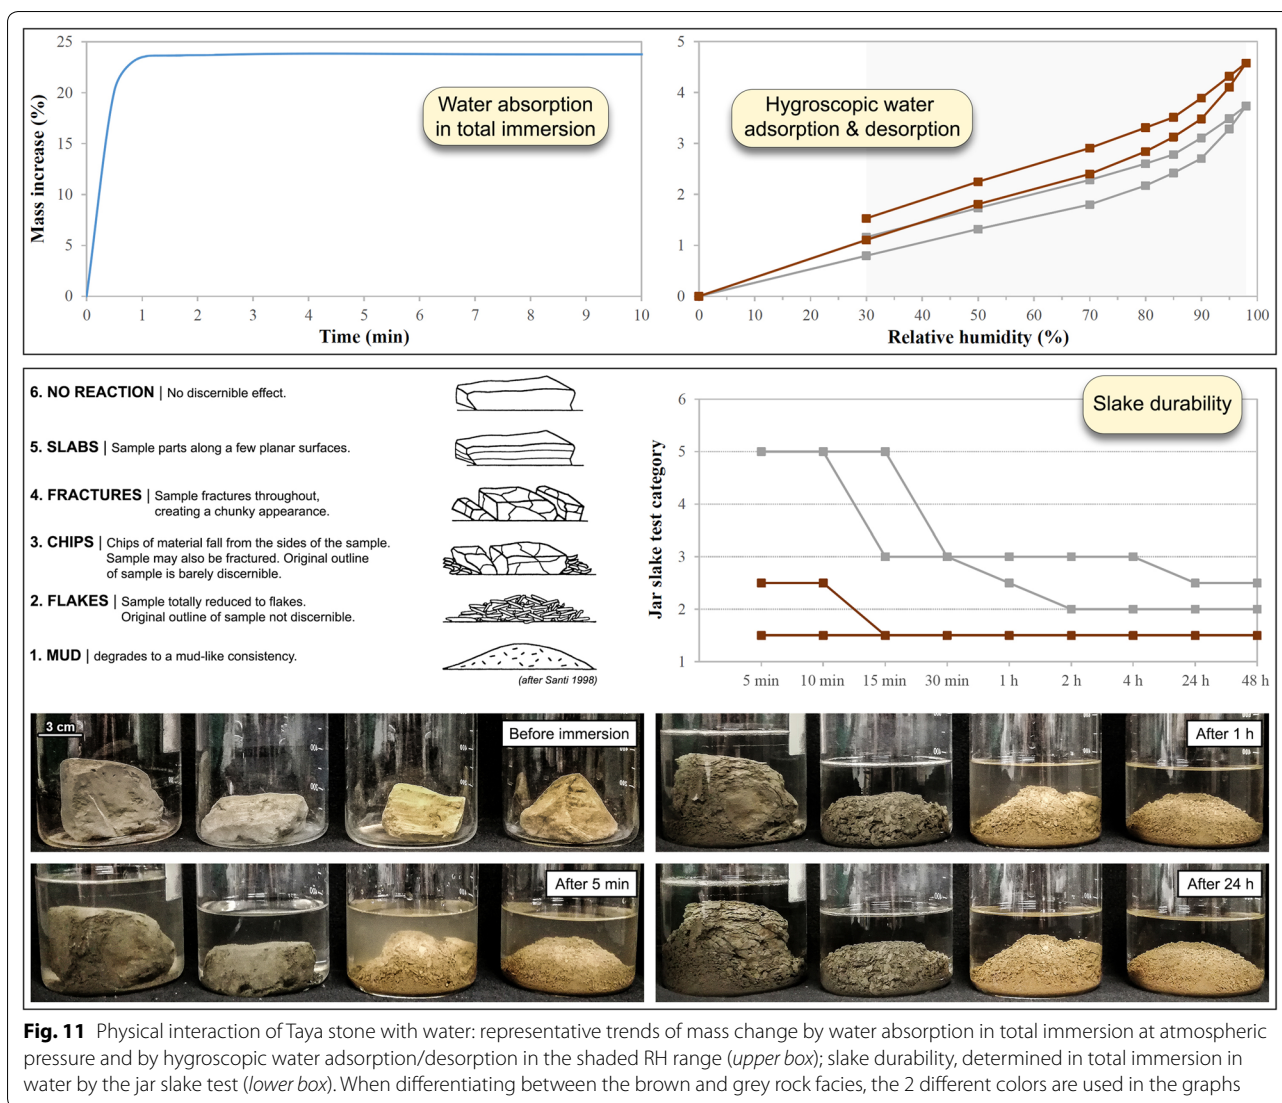 25
20
15
10
5
0
Mass increase (%)
Water absorption
in total immersion
0 1 2 3 4 5 6 7 8 9 10
Time (min)
5
4
3
2
1
0
Hygroscopic water
adsorption & desorption
0 10 20 30 40 50 60 70 80 90 100
Relative humidity (%)
6. NO REACTION | No discernible effect.
5. SLABS | Sample parts along a few planar surfaces.
4. FRACTURES | Sample fractures throughout,
creating a chunky appearance.
3. CHIPS | Chips of material fall from the sides of the sample.
Sample may also be fractured. Original outline
of sample is barely discernible.
2. FLAKES | Sample totally reduced to flakes.
Original outline of sample not discernible.
1. MUD | degrades to a mud-like consistency.
(after Santi 1998)
Slake durability
6
5
4
3
2
1
Jar slake test category
5 min 10 min 15 min 30 min 1 h 2 h 4 h 24 h 48 h
3 cm
Before immersion
After 1 h
After 5 min
After 24 h
Fig. 11 Physical interaction of Taya stone with water: representative trends of mass change by water absorption in total immersion at atmospheric
pressure and by hygroscopic water adsorption/desorption in the shaded RH range (upper box); slake durability, determined in total immersion in
water by the jar slake test (lower box). When differentiating between the brown and grey rock facies, the 2 different colors are used in the graphs